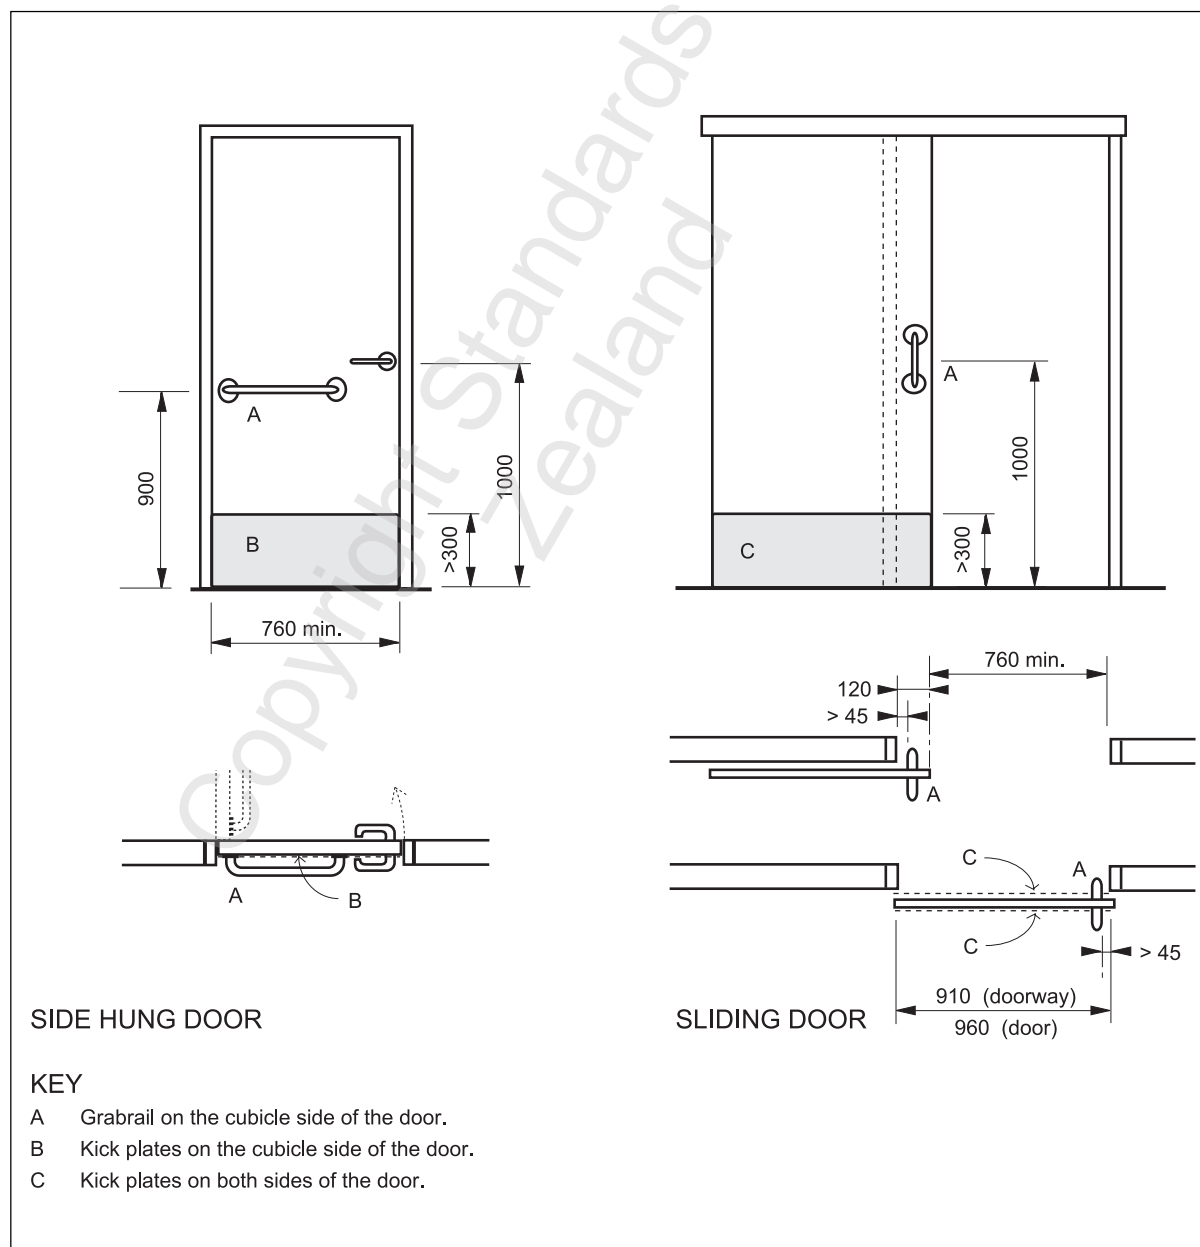 Copyright Standards
Zealand
A
A
900
1000
1000
B
>300
C
>300
760 min.
760 min.
120
> 45
A
A
B
C
A
C
> 45
910 (doorway)
960 (door)
SIDE HUNG DOOR
SLIDING DOOR
KEY
A Grabrail on the cubicle side of the door.
B Kick plates on the cubicle side of the door.
C Kick plates on both sides of the door.